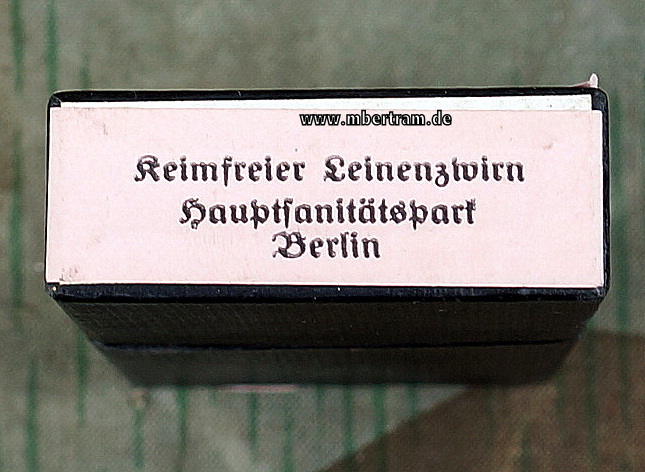 www.mbertram.de
Keimfreier Leinenzwirn
Hauptsanitätspark
Berlin